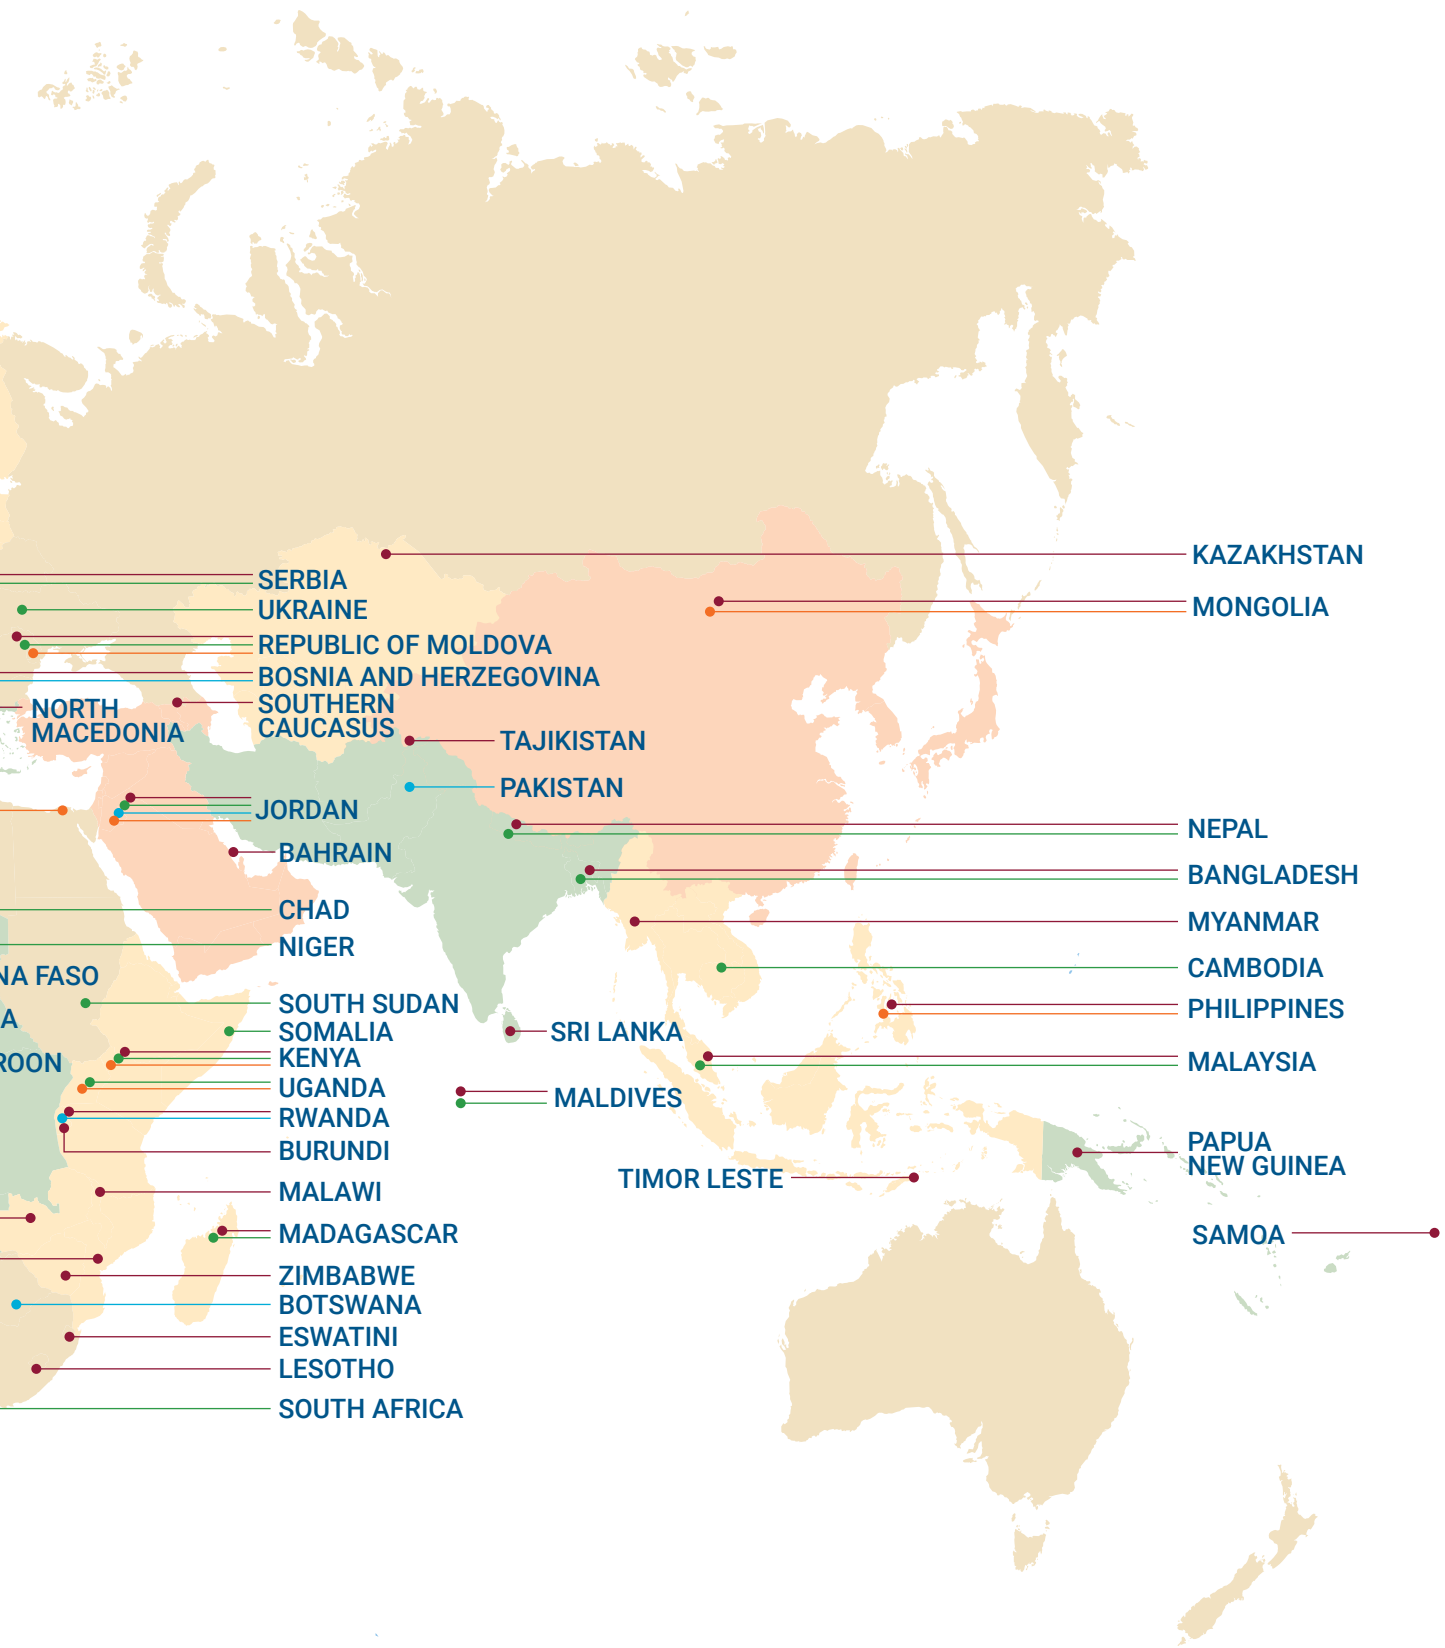 KAZAKHSTAN
SERBIA
MONGOLIA
UKRAINE
REPUBLIC OF MOLDOVA
BOSNIA AND HERZEGOVINA
SOUTHERN
CAUCASUS
NORTH
MACEDONIA
TAJIKISTAN
PAKISTAN
JORDAN
NEPAL
BAHRAIN
BANGLADESH
CHAD
MYANMAR
NIGER
CAMBODIA
NA FASO
SOUTH SUDAN
PHILIPPINES
A
SOMALIA
SRI LANKA
KENYA
ROON
MALAYSIA
UGANDA
MALDIVES
RWANDA
BURUNDI
PAPUA
NEW GUINEA
TIMOR LESTE
MALAWI
MADAGASCAR
SAMOA
ZIMBABWE
BOTSWANA
ESWATINI
LESOTHO
SOUTH AFRICA